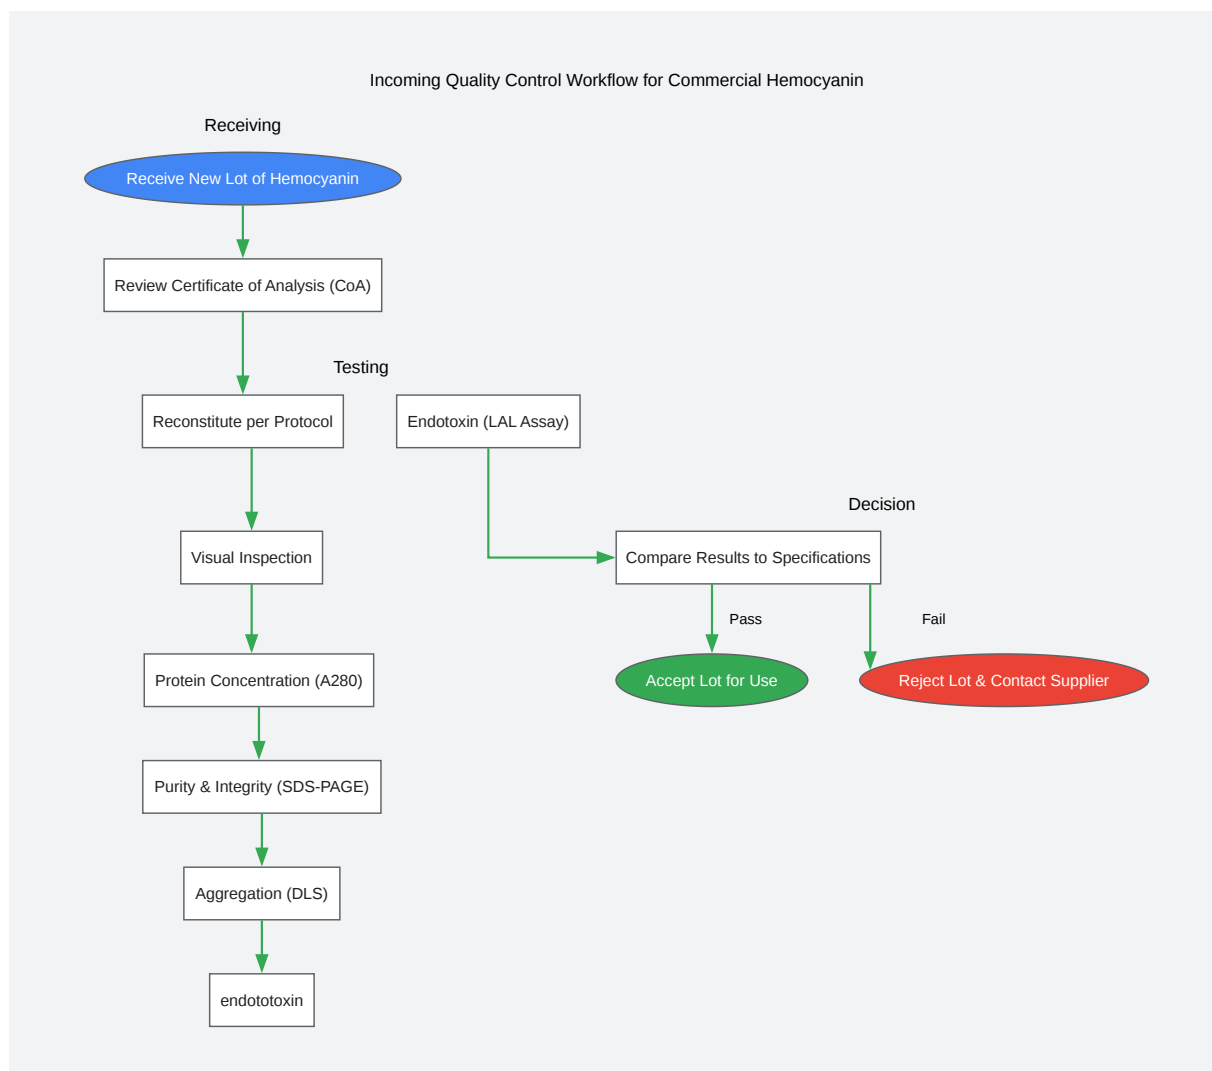 Incoming Quality Control Workflow for Commercial Hemocyanin
Receiving
Receive New Lot of Hemocyanin
Review Certificate of Analysis (CoA)
Testing
Reconstitute per Protocol
Endotoxin (LAL Assay)
Visual Inspection
Decision
Compare Results to Specifications
Pass
Fail
Protein Concentration (A280)
Accept Lot for Use
Reject Lot & Contact Supplier
Purity & Integrity (SDS-PAGE)
Aggregation (DLS)
endototoxin